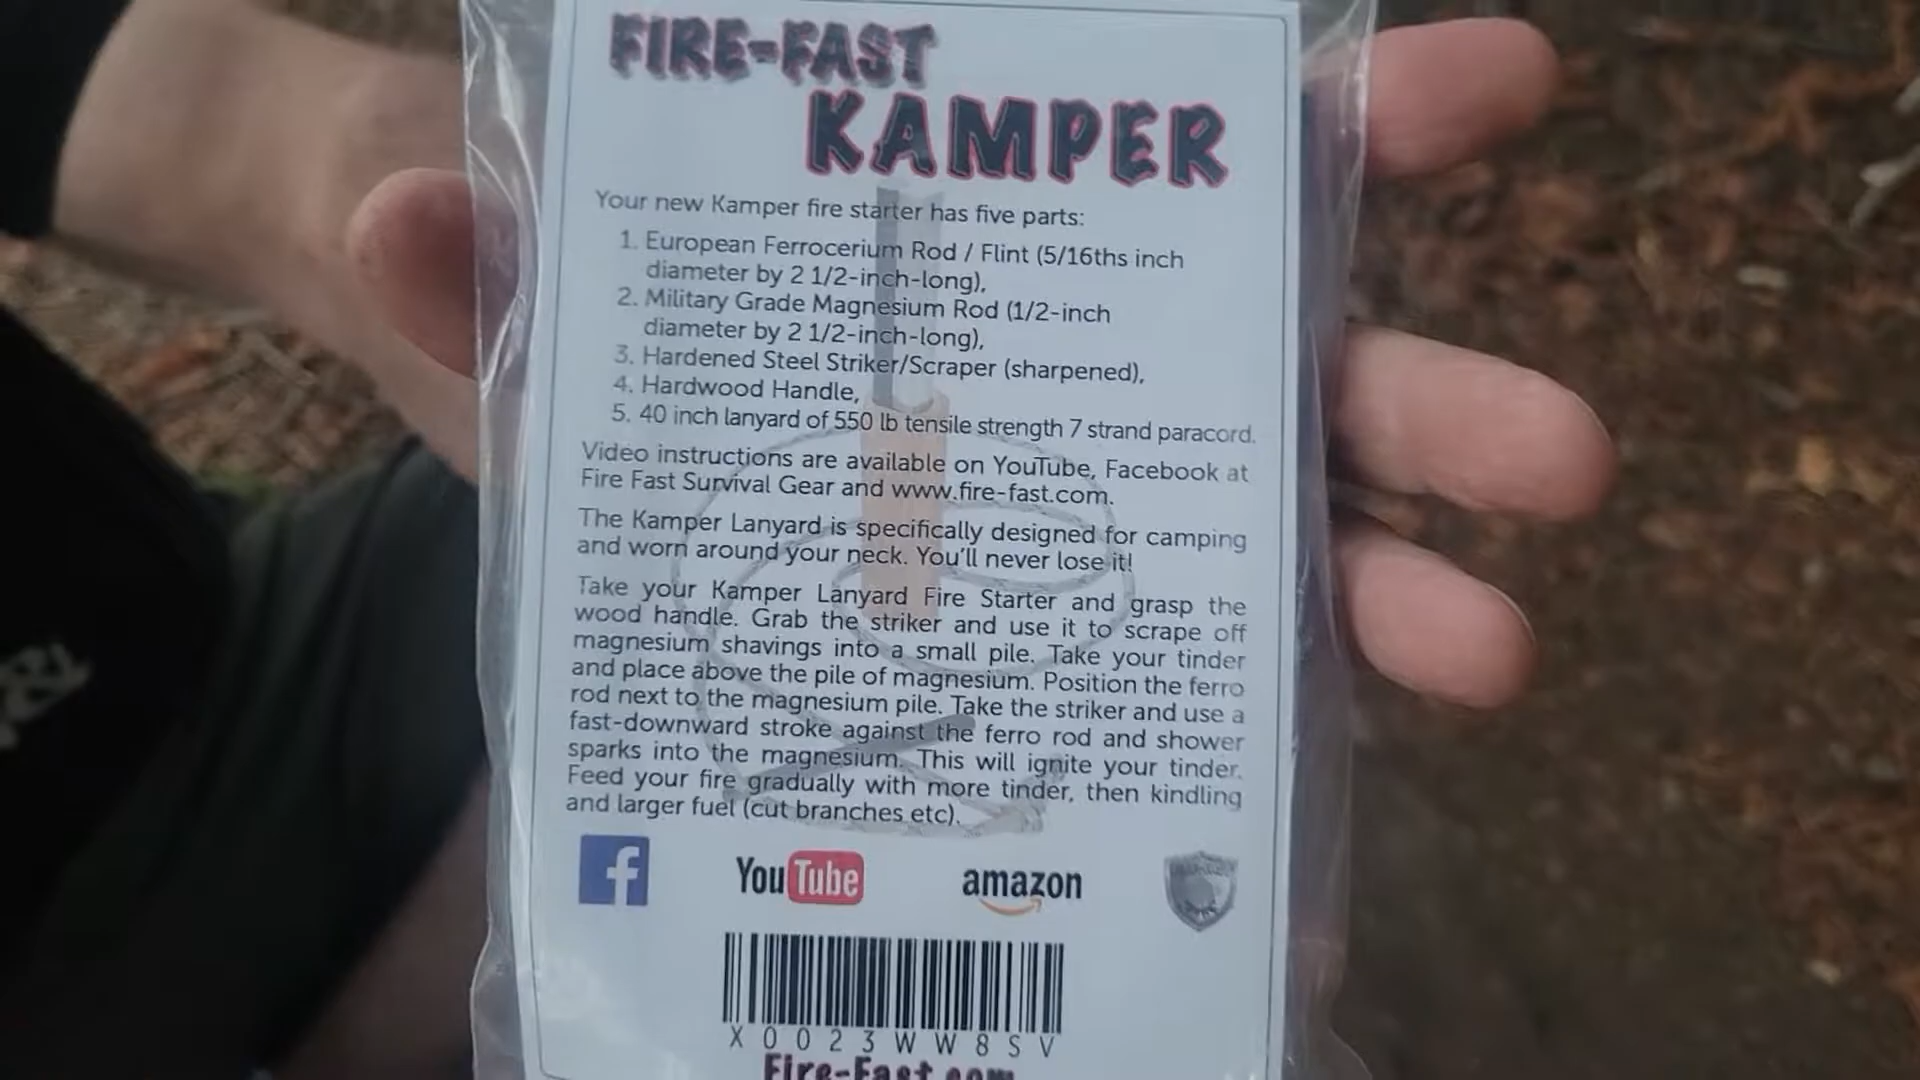 FIRE-FAST
KAMPER
Your new Kamper fire starter has five parts:
1. European Ferrocerium Rod / Flint (5/16ths inch
diameter by 2 1/2-inch-long),
2. Military Grade Magnesium Rod (1/2-inch
diameter by 2 1/2-inch-long),
3. Hardened Steel Striker/Scraper (sharpened),
4. Hardwood Handle,
5. 40 inch lanyard of 550 lb tensile strength 7 strand paracord.
Video instructions are available on YouTube, Facebook at
Fire Fast Survival Gear and www.fire-fast.com.
The Kamper Lanyard is specifically designed for camping
and worn around your neck. You'll never lose it!
Take your Kamper Lanyard Fire Starter and grasp the
wood handle. Grab the striker and use it to scrape off
magnesium shavings into a small pile. Take your tinder
and place above the pile of magnesium. Position the ferro
rod next to the magnesium pile. Take the striker and use a
fast-downward stroke against the ferro rod and shower
sparks into the magnesium. This will ignite your tinder.
Feed your fire gradually with more tinder, then kindling
and larger fuel (cut branches etc).
f YouTube amazon
X0023WW8SV
Fire-Fast.com